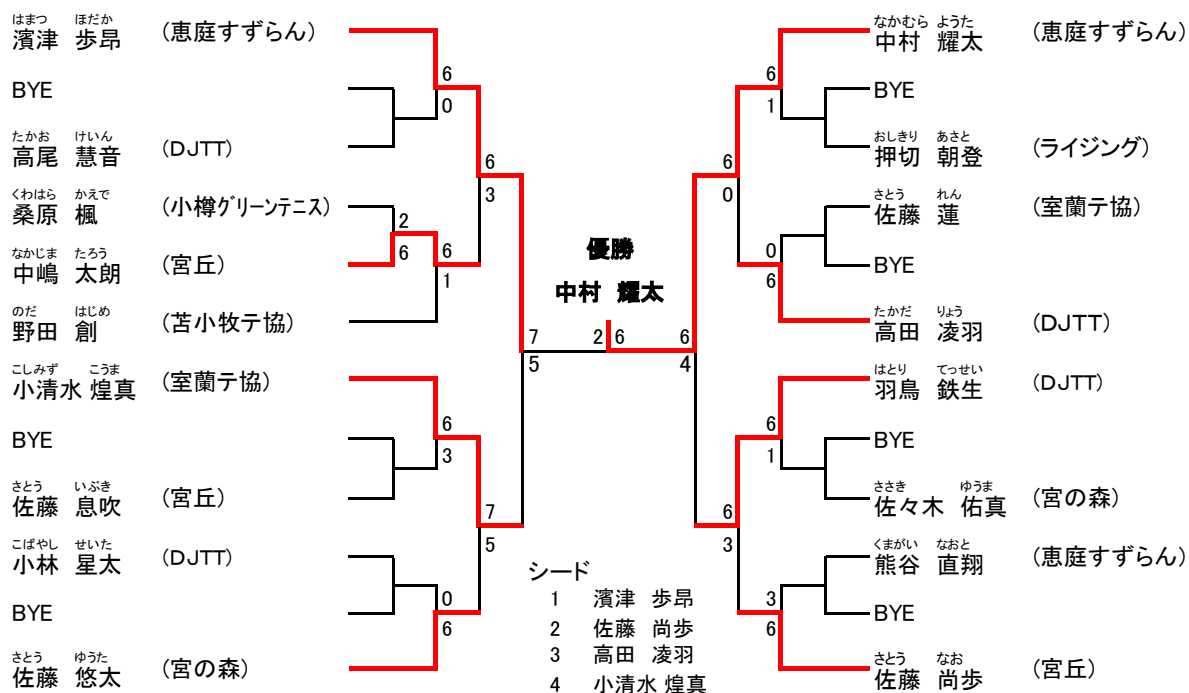 はまつ ほだか
濱津 歩昂 (恵庭すずらん)
BYE
たかお けいん
高尾 慧音 (DJTT)
くわはら かえで
桑原 楓 (小樽グリーンテニス)
なかじま たろう
中嶋 太朗 (宮丘)
のだ はじめ
野田 創 (苫小牧テ協)
こしみず こうま
小清水 煌真 (室蘭テ協)
BYE
さとう いぶき
佐藤 息吹 (宮丘)
こばやし せいた
小林 星太 (DJTT)
BYE
さとう ゆうた
佐藤 悠太 (宮の森)
6
0
2
6
6
1
6
3
6
3
0
6
7
5
7
5
優勝
中村 耀太
2 6
シード
1 濱津 歩昂
2 佐藤 尚歩
3 高田 凌羽
4 小清水 煌真
6
4
6
0
6
3
6
1
0
6
6
1
3
6
なかむら ようた
中村 耀太 (恵庭すずらん)
BYE
おしきり あさと
押切 朝登 (ライジング)
さとう れん
佐藤 蓮 (室蘭テ協)
BYE
たかだ りょう
高田 凌羽 (DJTT)
はとり てっせい
羽鳥 鉄生 (DJTT)
BYE
ささき ゆうま
佐々木 佑真 (宮の森)
くまがい なおと
熊谷 直翔 (恵庭すずらん)
BYE
さとう なお
佐藤 尚歩 (宮丘)